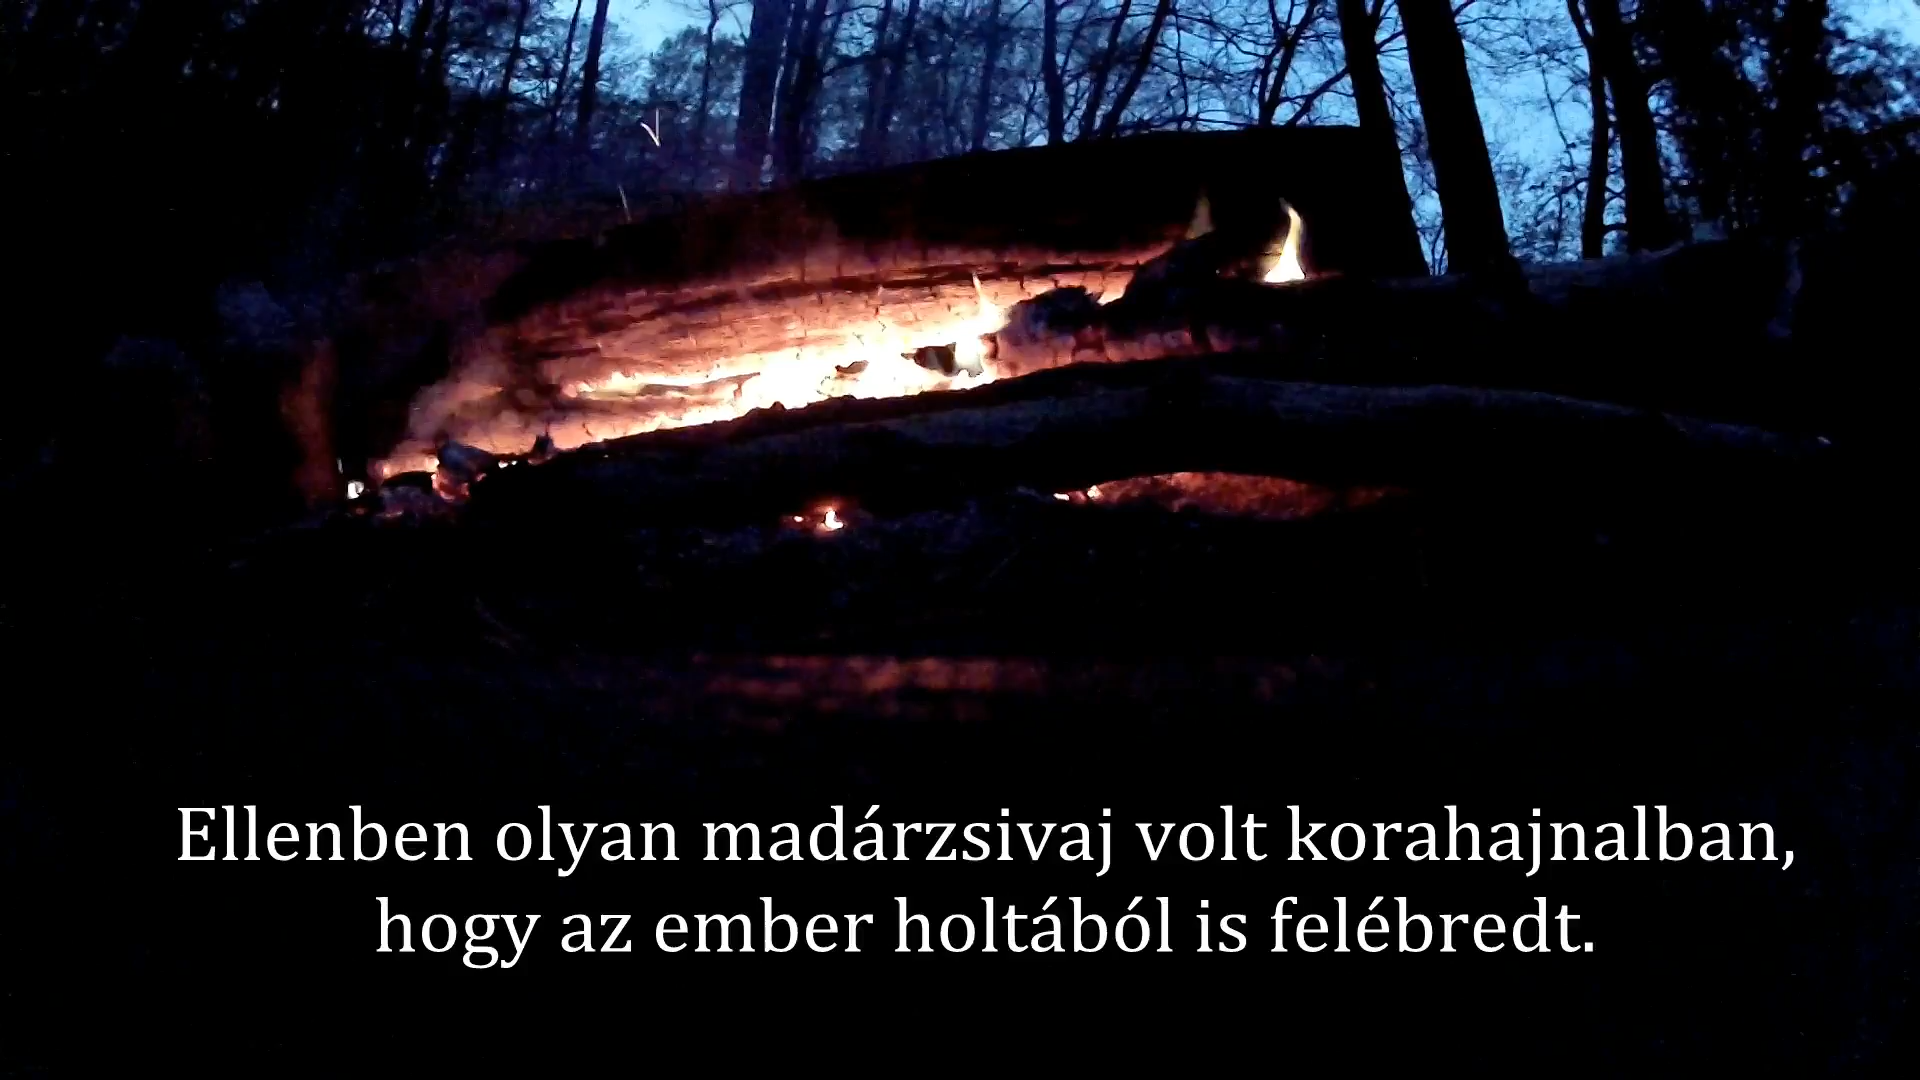 Ellenben olyan madárzsivaj volt korahajnalban,
hogy az ember holtából is felébredt.